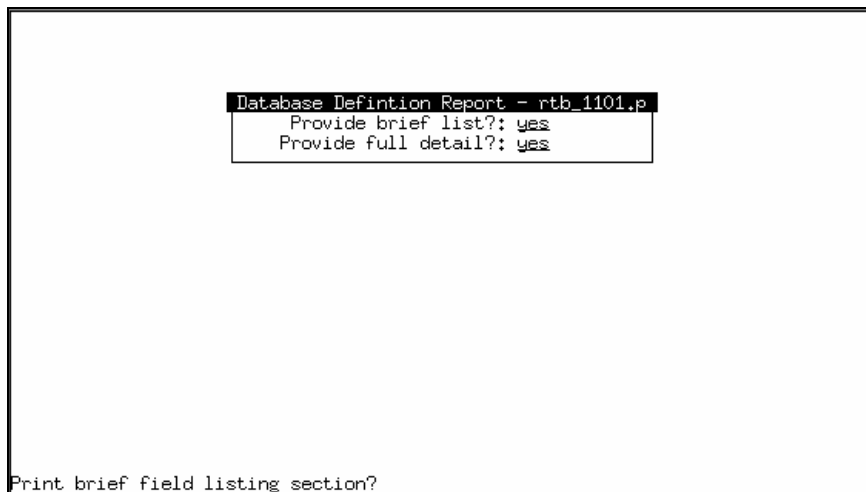 Database Defintion Report - rtb_1101.p
Provide brief list?: yes
Provide full detail?: yes
Print brief field listing section?